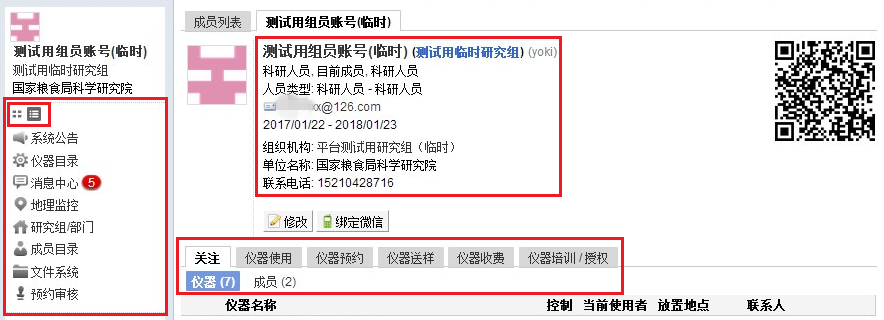 测试用组员账号(临时)
测试用临时研究组
国家粮食局科学研究院
系统公告
仪器目录
消息中心 5
地理监控
研究组/部门
成员目录
文件系统
预约审核
成员列表 测试用组员账号(临时)
测试用组员账号(临时) (测试用临时研究组) (yoki)
科研人员, 目前成员, 科研人员
人员类型: 科研人员 - 科研人员
x@126.com
2017/01/22 - 2018/01/23
组织机构: 平台测试用研究组（临时）
单位名称: 国家粮食局科学研究院
联系电话: 15210428716
修改 绑定微信
关注 仪器使用 仪器预约 仪器送样 仪器收费 仪器培训 / 授权
仪器 (7) 成员 (2)
仪器名称 控制 当前使用者 放置地点 联系人